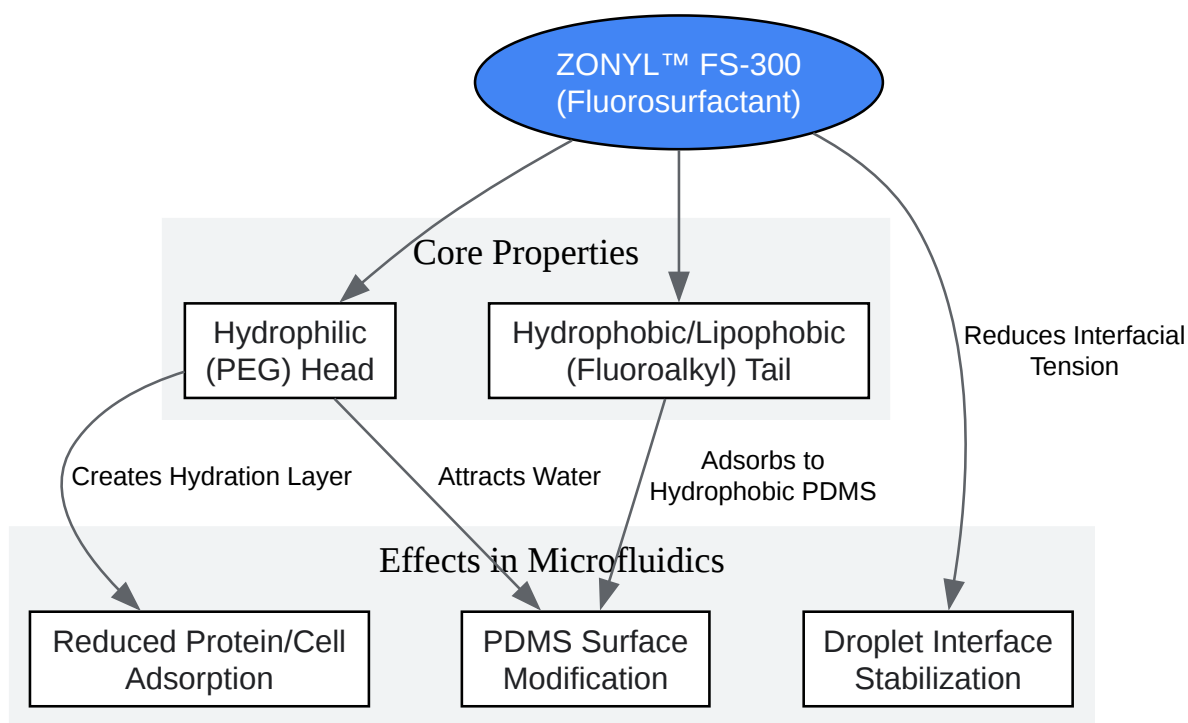 ZONYL™ FS-300
(Fluorosurfactant)
Core Properties
Hydrophilic
(PEG) Head
Hydrophobic/Lipophobic
(Fluoroalkyl) Tail
Reduces Interfacial
Tension
Creates Hydration Layer
Attracts Water
Adsorbs to
Hydrophobic PDMS
Effects in Microfluidics
Reduced Protein/Cell
Adsorption
PDMS Surface
Modification
Droplet Interface
Stabilization